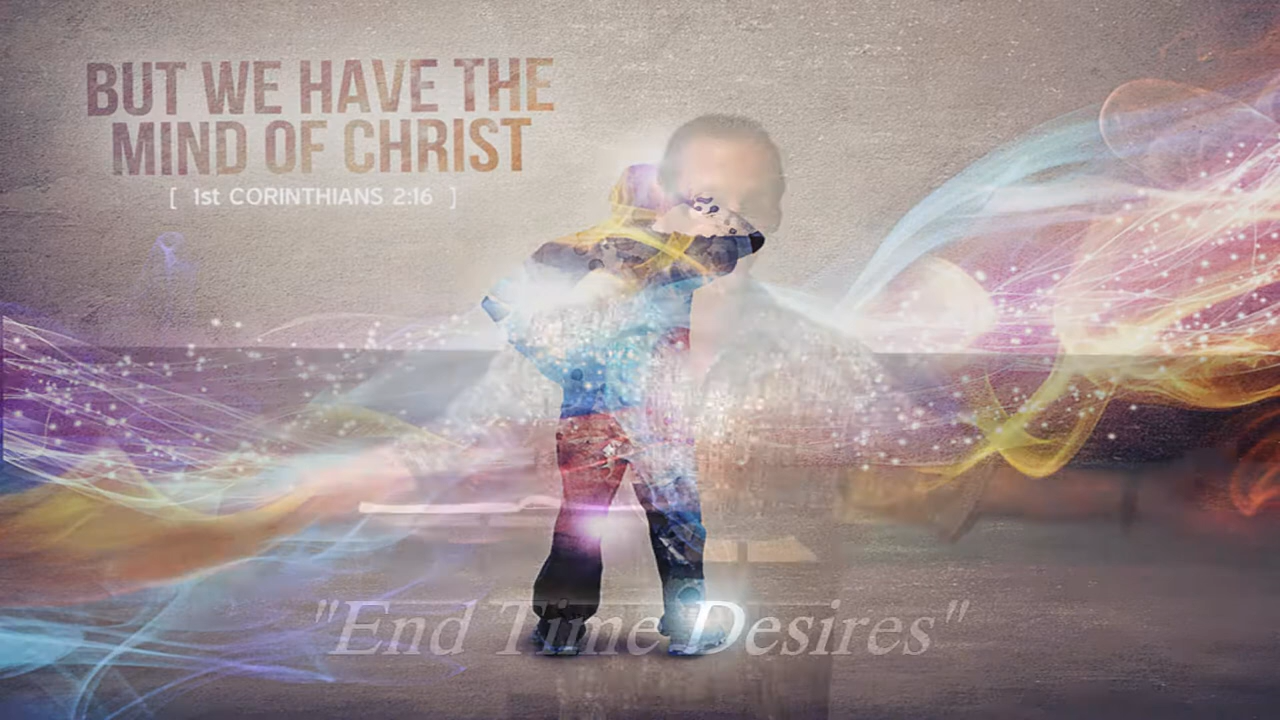 BUT WE HAVE THE
MIND OF CHRIST
[ 1st CORINTHIANS 2:16 ]
"End Time Desires"